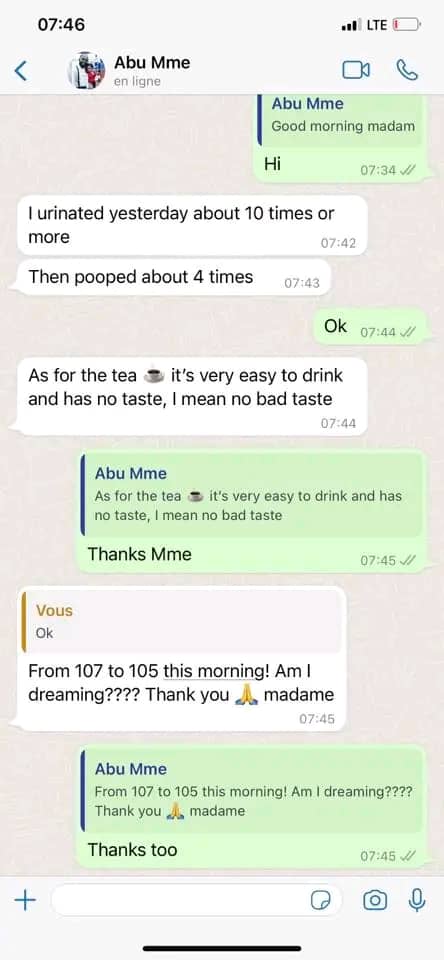 07:46
LTE
Abu Mme
en ligne
Abu Mme
Good morning madam
Hi
07:34
I urinated yesterday about 10 times or
more
07:42
Then pooped about 4 times
07:43
Ok
07:44
As for the tea ☕ it's very easy to drink
and has no taste, I mean no bad taste
07:44
Abu Mme
As for the tea ☕ it's very easy to drink and has
no taste, I mean no bad taste
Thanks Mme
07:45
Vous
Ok
From 107 to 105 this morning! Am I
dreaming???? Thank you 🙏 madame
07:45
Abu Mme
From 107 to 105 this morning! Am I dreaming????
Thank you 🙏 madame
Thanks too
07:45